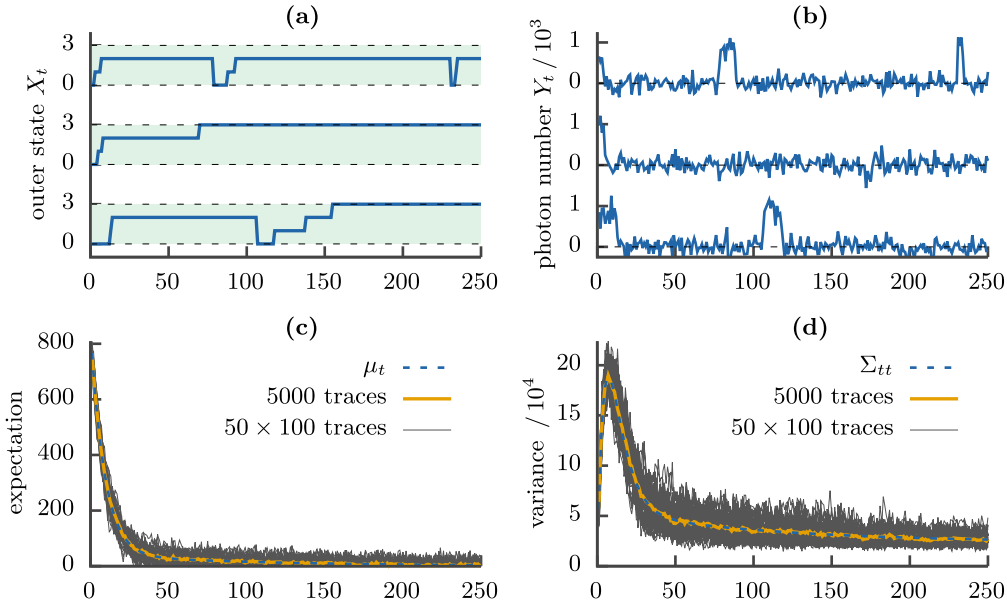 (a)
outer state X_t
3
0
3
0
3
0
0 50 100 150 200 250
(b)
photon number Y_t / 10^3
1
0
1
0
1
0
0 50 100 150 200 250
(c)
expectation
800
600
400
200
0
μ_t
5000 traces
50 × 100 traces
0 50 100 150 200 250
(d)
variance / 10^4
20
15
10
5
0
Σ_tt
5000 traces
50 × 100 traces
0 50 100 150 200 250